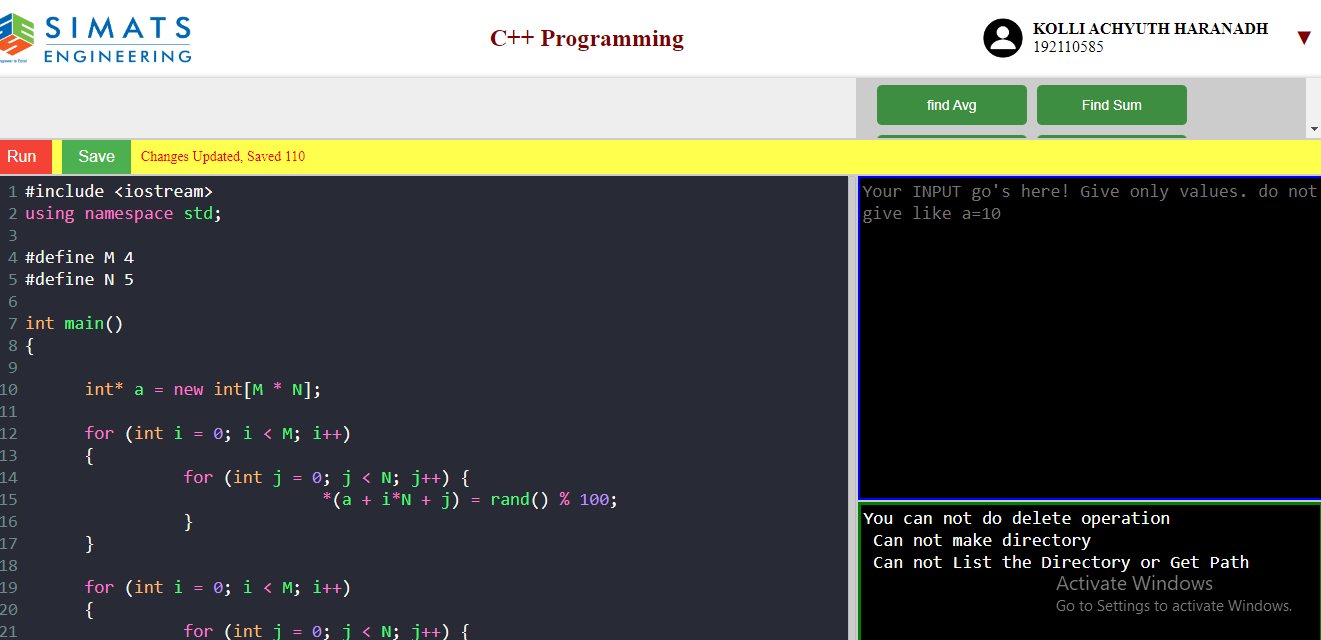 SIMATS
ENGINEERING
C++ Programming
KOLLI ACHYUTH HARANADH
192110585
▼
find Avg
Find Sum
Run
Save
Changes Updated, Saved 110
1 #include <iostream>
2 using namespace std;
3
4 #define M 4
5 #define N 5
6
7 int main()
8 {
9
10 int* a = new int[M * N];
11
12 for (int i = 0; i < M; i++)
13 {
14 for (int j = 0; j < N; j++) {
15 *(a + i*N + j) = rand() % 100;
16 }
17 }
18
19 for (int i = 0; i < M; i++)
20 {
21 for (int j = 0; j < N; j++) {
Your INPUT go's here! Give only values. do not
give like a=10
You can not do delete operation
Can not make directory
Can not List the Directory or Get Path
Activate Windows
Go to Settings to activate Windows.